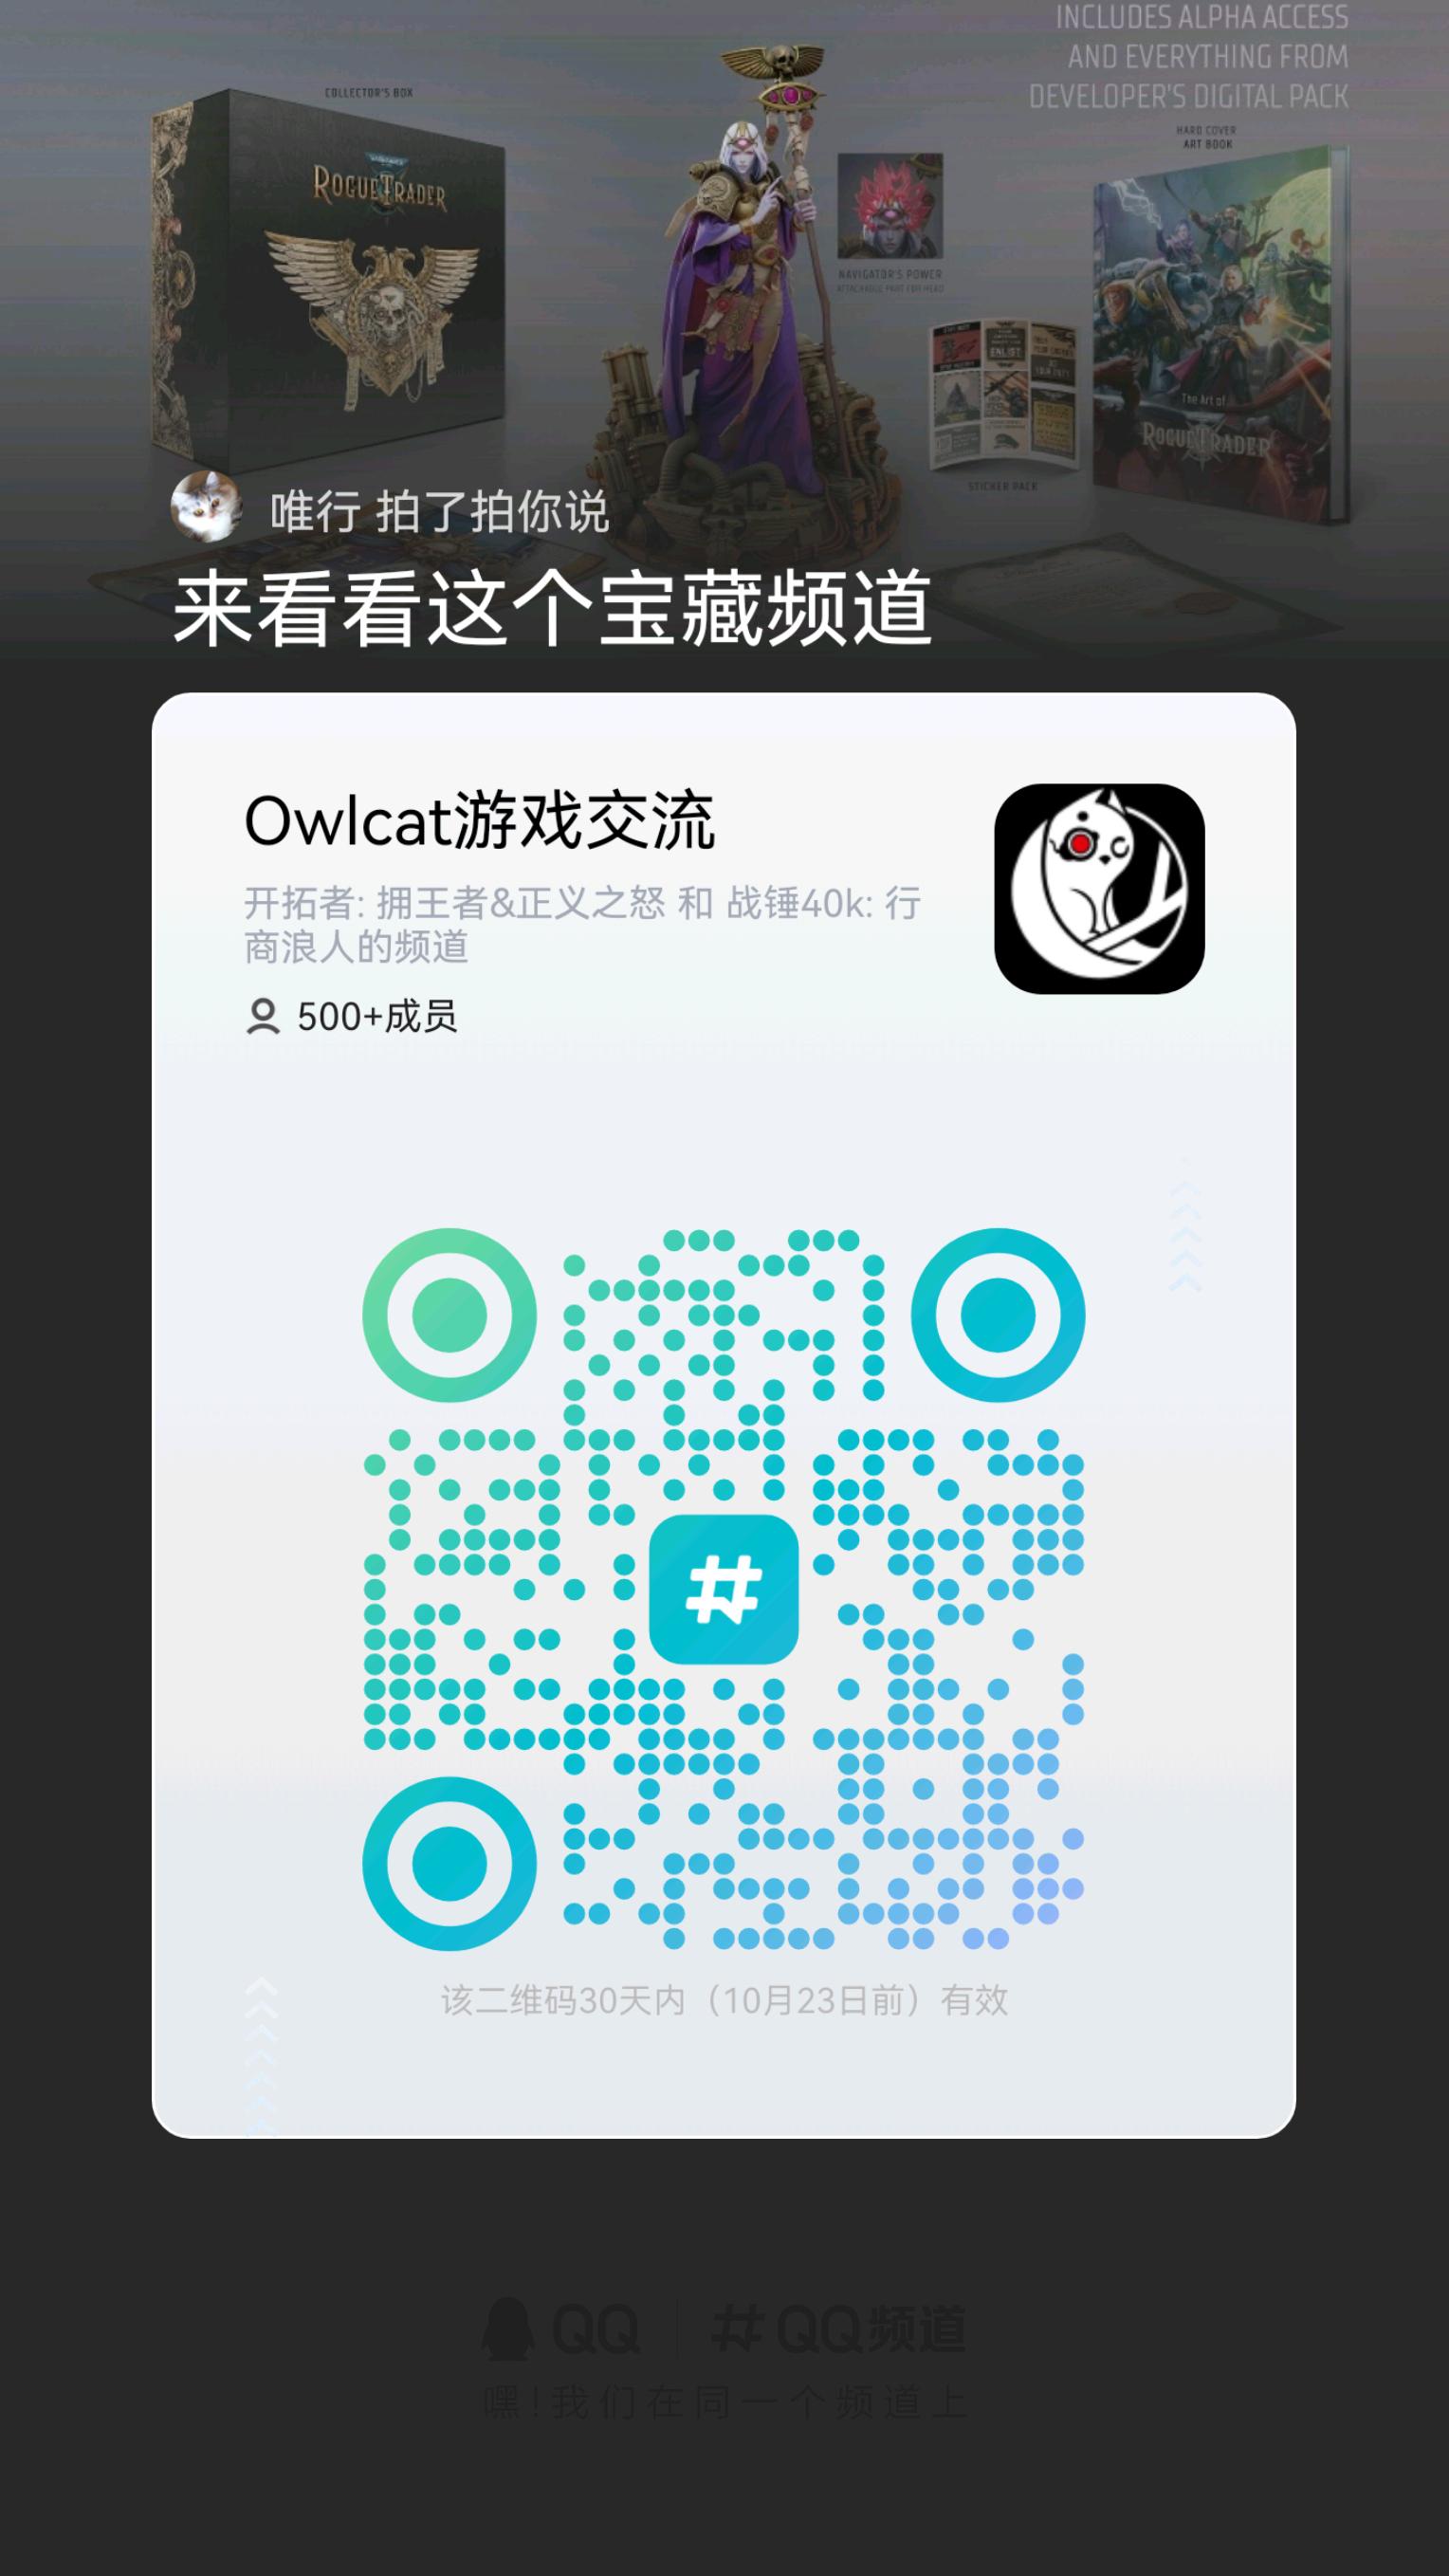 INCLUDES ALPHA ACCESS
AND EVERYTHING FROM
DEVELOPER'S DIGITAL PACK
COLLECTOR'S BOX
HARD COVER
ART BOOK
ROGUE TRADER
NAVIGATOR'S POWER
ATTACHABLE PART FOR HEAD
ENLIST
The Art of
ROGUE TRADER
STICKER PACK
唯行 拍了拍你说
来看看这个宝藏频道
Owlcat游戏交流
开拓者: 拥王者&正义之怒 和 战锤40k: 行
商浪人的频道
500+成员
该二维码30天内（10月23日前）有效
QQ QQ频道
嘿!我们在同一个频道上